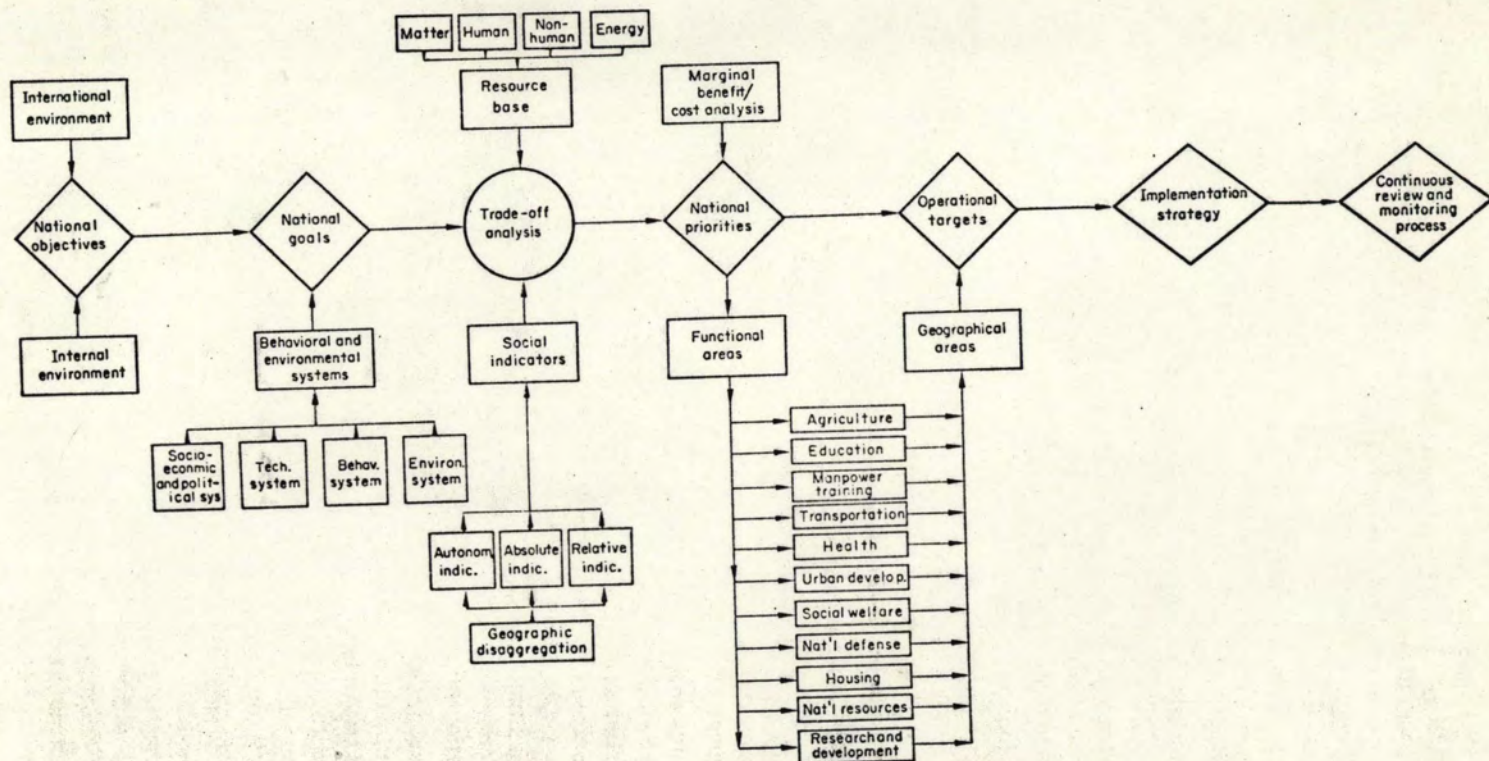 Matter
Human
Non-
human
Energy
Resource
base
Marginal
benefit/
cost analysis
International
environment
National
objectives
National
goals
Trade-off
analysis
National
priorities
Operational
targets
Implementation
strategy
Continuous
review and
monitoring
process
Internal
environment
Behavioral and
environmental
systems
Social
indicators
Functional
areas
Geographical
areas
Socio-
econmic
and polit-
ical sys
Tech.
system
Behav.
system
Environ.
system
Autonom.
indic.
Absolute
indic.
Relative
indic.
Geographic
disaggregation
Agriculture
Education
Manpower
training
Transportation
Health
Urban develop.
Social welfare
Nat'l defense
Housing
Nat'l resources
Research and
development